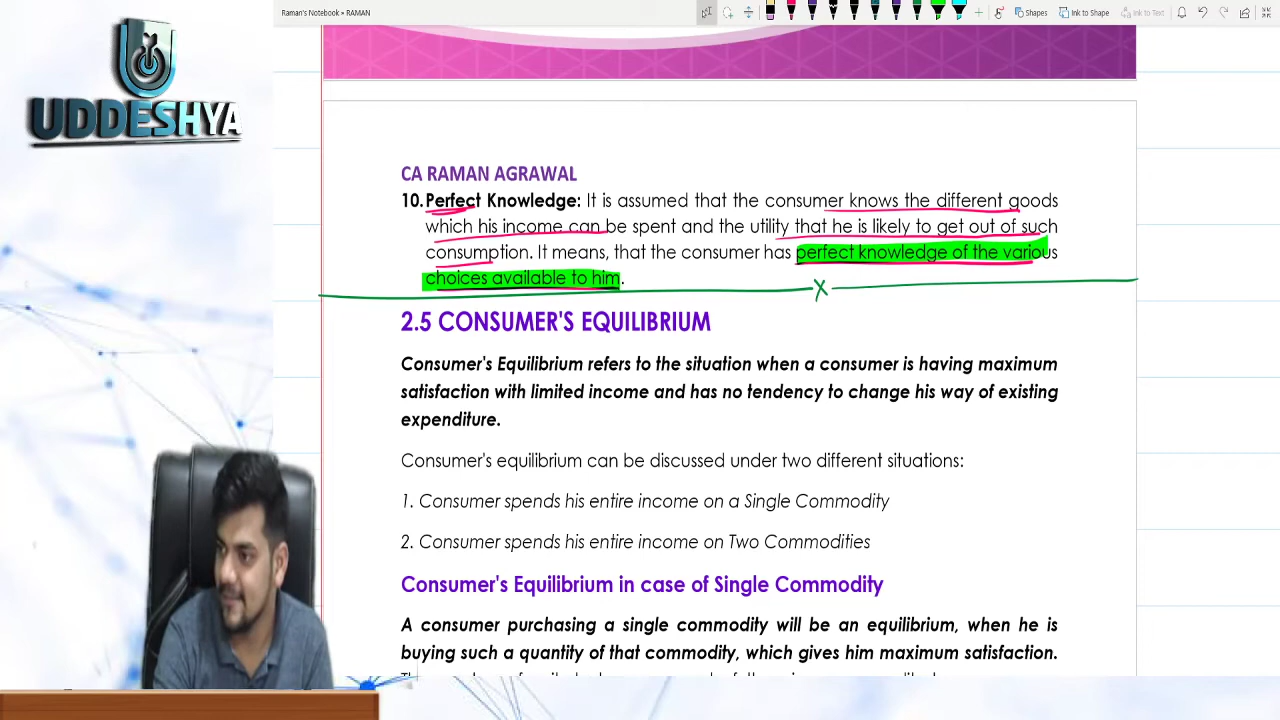 Raman's Notebook » RAMAN
Shapes
Ink to Shape
Ink to Text
UDDESHYA
CA RAMAN AGRAWAL
10. Perfect Knowledge: It is assumed that the consumer knows the different goods
which his income can be spent and the utility that he is likely to get out of such
consumption. It means, that the consumer has perfect knowledge of the various
choices available to him.
x
2.5 CONSUMER'S EQUILIBRIUM
Consumer's Equilibrium refers to the situation when a consumer is having maximum
satisfaction with limited income and has no tendency to change his way of existing
expenditure.
Consumer's equilibrium can be discussed under two different situations:
1. Consumer spends his entire income on a Single Commodity
2. Consumer spends his entire income on Two Commodities
Consumer's Equilibrium in case of Single Commodity
A consumer purchasing a single commodity will be an equilibrium, when he is
buying such a quantity of that commodity, which gives him maximum satisfaction.